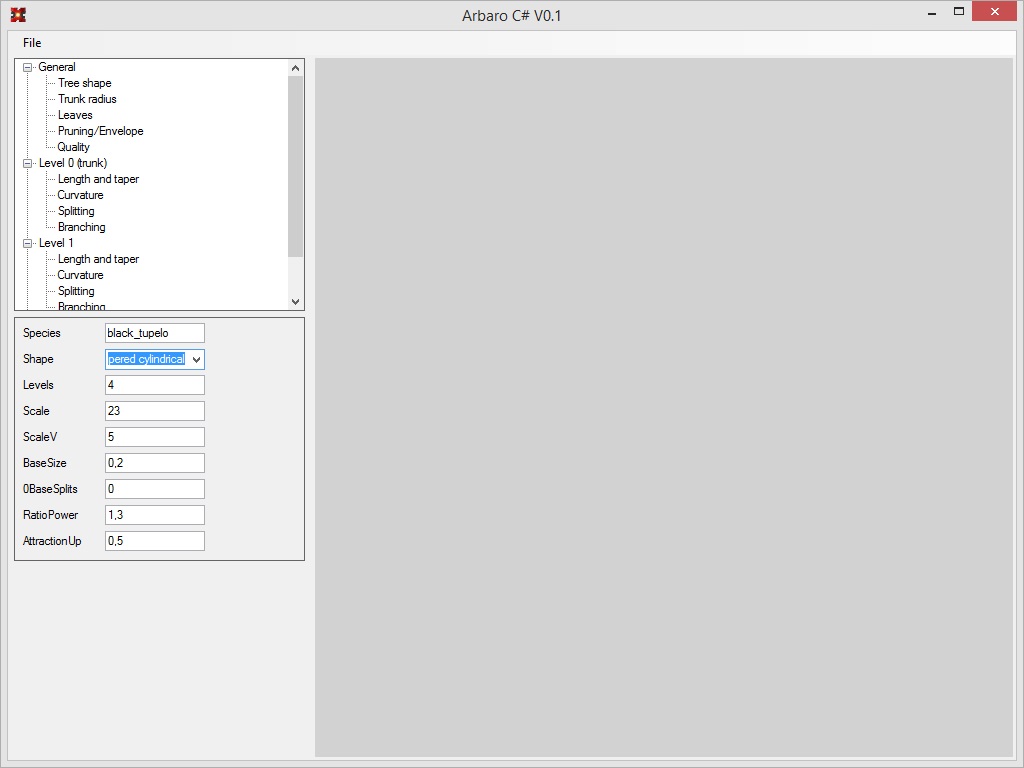 Arbaro C# V0.1
File
General
Tree shape
Trunk radius
Leaves
Pruning/Envelope
Quality
Level 0 (trunk)
Length and taper
Curvature
Splitting
Branching
Level 1
Length and taper
Curvature
Splitting
Branching
Species black_tupelo
Shape pered cylindrical
Levels 4
Scale 23
ScaleV 5
BaseSize 0,2
0BaseSplits 0
RatioPower 1,3
AttractionUp 0,5